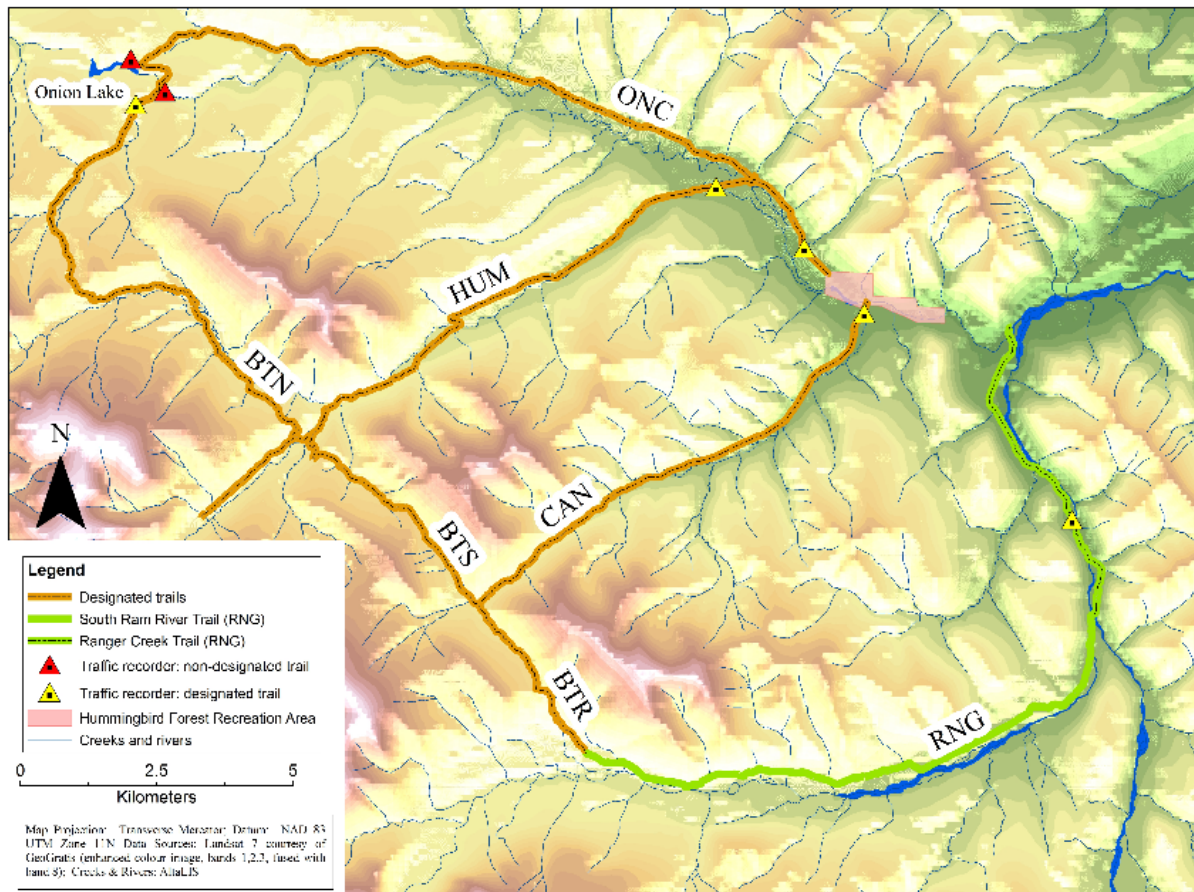 Onion Lake
ONC
HUM
BTN
CAN
BTS
BTR
RNG
N
Legend
Designated trails
South Ram River Trail (RNG)
Ranger Creek Trail (RNG)
Traffic recorder: non-designated trail
Traffic recorder: designated trail
Hummingbird Forest Recreation Area
Creeks and rivers
0 2.5 5
Kilometers
Map Projection: Transverse Mercator; Datum: NAD 83
UTM Zone 11N Data Sources: Landsat 7 courtesy of
GeoGratis (enhanced colour image, bands 1,2,3, fused with
band 8); Creeks & Rivers: AltaLIS